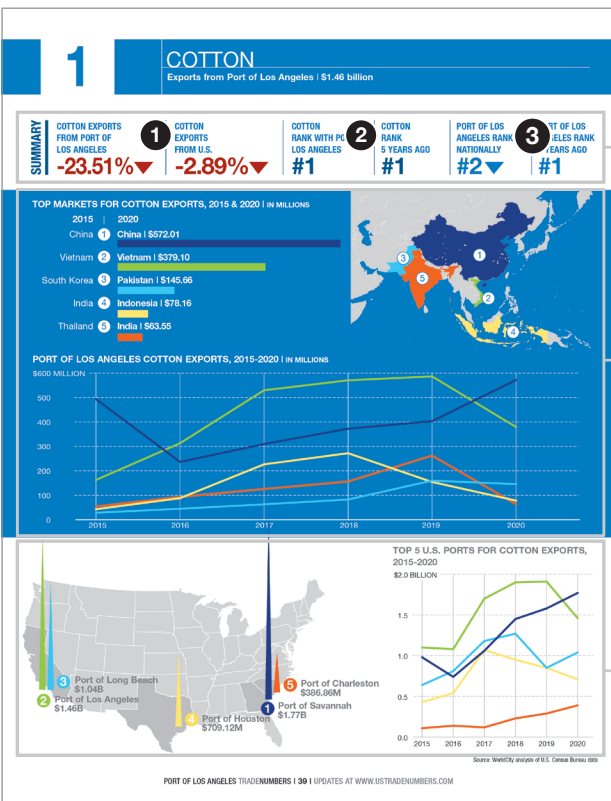 1
COTTON
Exports from Port of Los Angeles | $1.46 billion
SUMMARY
COTTON EXPORTS
FROM PORT OF
LOS ANGELES
-23.51%
1
COTTON
EXPORTS
FROM U.S.
-2.89%
COTTON
RANK WITH PO
LOS ANGELES
#1
2
COTTON
RANK
5 YEARS AGO
#1
PORT OF LOS
ANGELES RANK
NATIONALLY
#2
3
RT OF LOS
ELES RANK
EARS AGO
#1
TOP MARKETS FOR COTTON EXPORTS, 2015 & 2020 | IN MILLIONS
2015 | 2020
China 1 China | $572.01
Vietnam 2 Vietnam | $379.10
South Korea 3 Pakistan | $145.66
India 4 Indonesia | $78.16
Thailand 5 India | $63.55
1
3
5
2
4
PORT OF LOS ANGELES COTTON EXPORTS, 2015-2020 | IN MILLIONS
$600 MILLION
500
400
300
200
100
0
2015 2016 2017 2018 2019 2020
3 Port of Long Beach
$1.04B
2 Port of Los Angeles
$1.46B
4 Port of Houston
$709.12M
5 Port of Charleston
$386.86M
1 Port of Savannah
$1.77B
TOP 5 U.S. PORTS FOR COTTON EXPORTS,
2015-2020
$2.0 BILLION
1.5
1.0
0.5
0.0
2015 2016 2017 2018 2019 2020
Source: WorldCity analysis of U.S. Census Bureau data
PORT OF LOS ANGELES TRADENUMBERS | 39 | UPDATES AT WWW.USTRADENUMBERS.COM